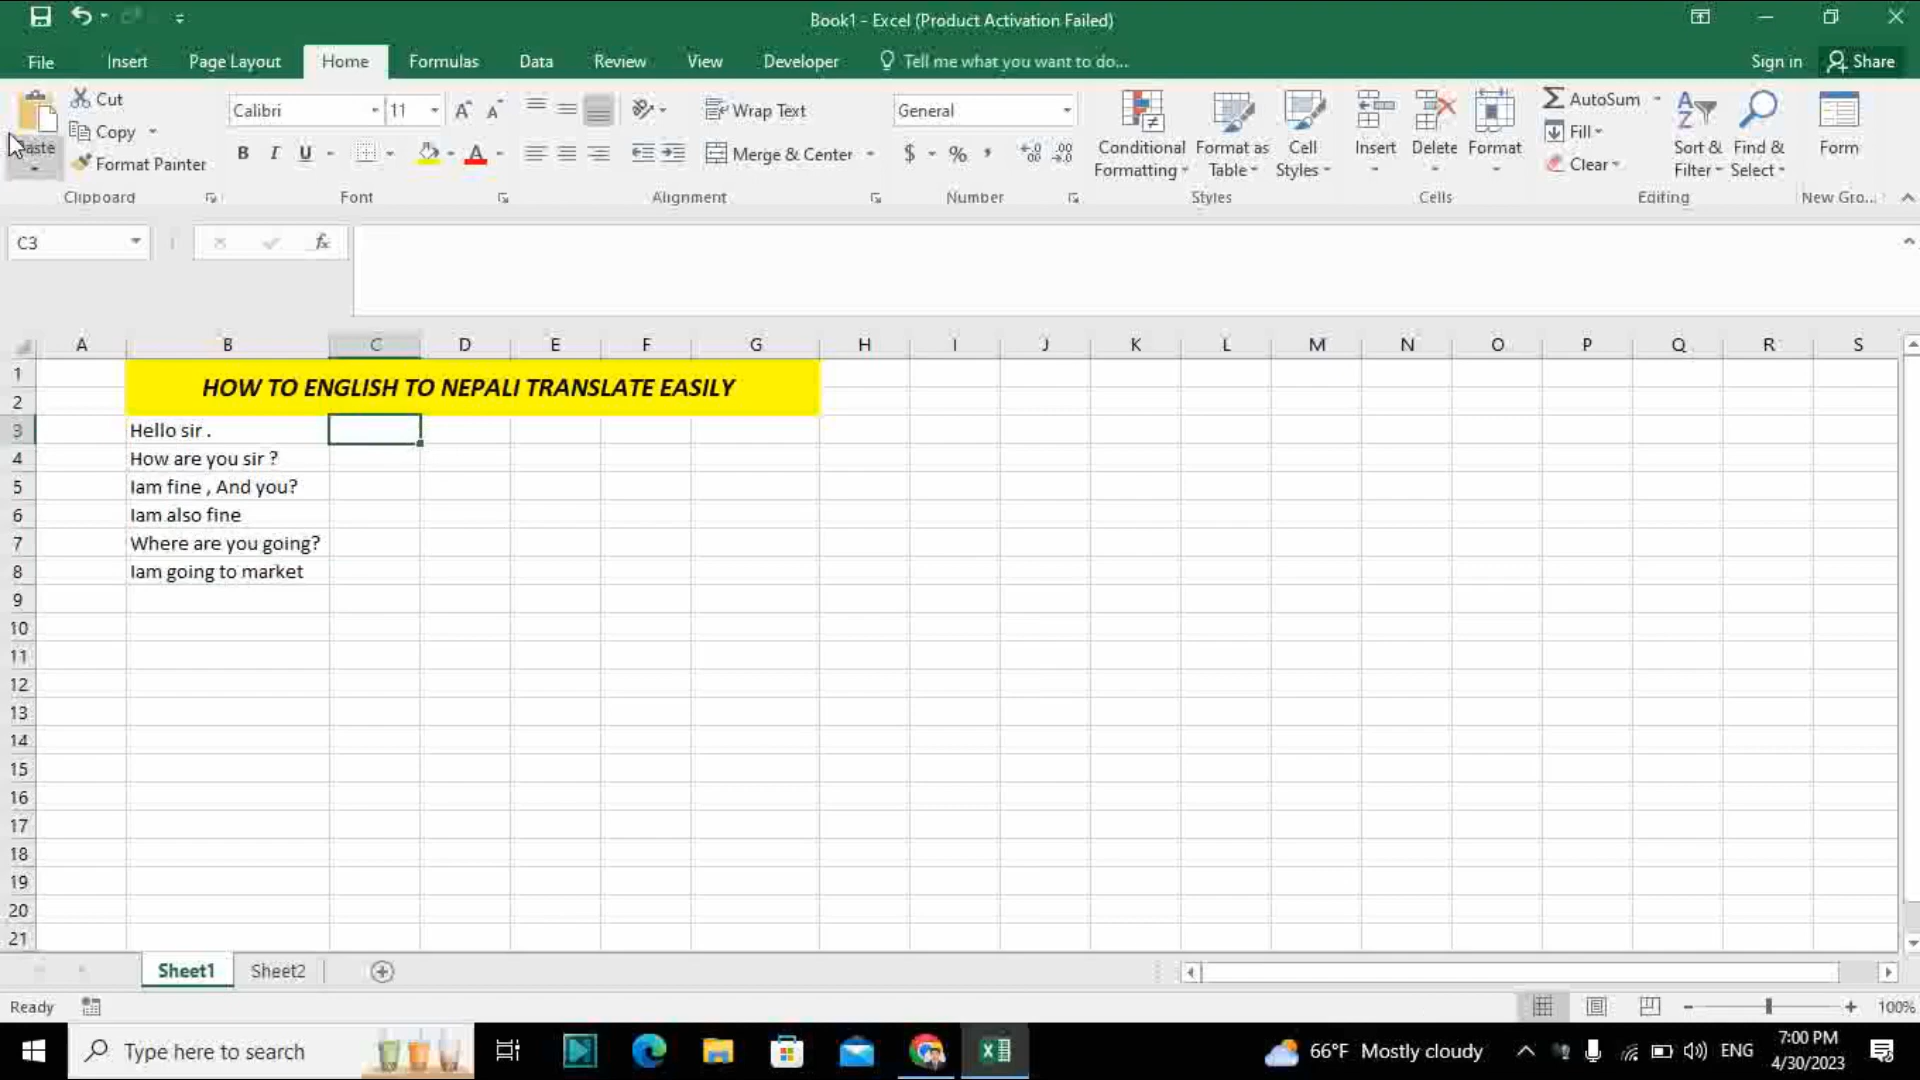 Book1 - Excel (Product Activation Failed)
File Insert Page Layout Home Formulas Data Review View Developer Tell me what you want to do... Sign in Share
Cut
Copy
Format Painter
Clipboard
Calibri 11
B I U A
Font
Wrap Text
Merge & Center
Alignment
General
$ % ,
Number
Conditional Formatting
Format as Table
Cell Styles
Styles
Insert Delete Format
Cells
AutoSum
Fill
Clear
Sort & Filter
Find & Select
Editing
Form
New Gro...
C3 fx
A B C D E F G H I J K L M N O P Q R S
1 HOW TO ENGLISH TO NEPALI TRANSLATE EASILY
2
3 Hello sir .
4 How are you sir ?
5 Iam fine , And you?
6 Iam also fine
7 Where are you going?
8 Iam going to market
9
10
11
12
13
14
15
16
17
18
19
20
21
Sheet1 Sheet2
Ready 100%
Type here to search 66°F Mostly cloudy ENG 7:00 PM
4/30/2023